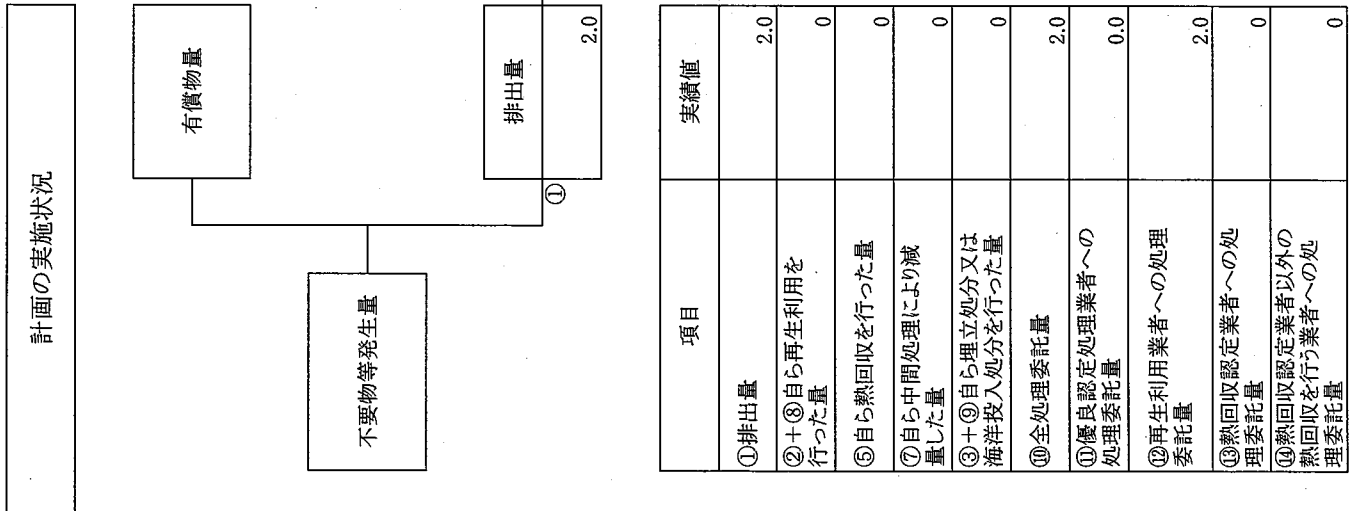 計画の実施状況
有償物量
不要物等発生量
排出量
①
2.0
項目
実績値
①排出量
2.0
②+⑧自ら再生利用を
行った量
0
⑤自ら熱回収を行った量
0
⑦自ら中間処理により減
量した量
0
③+⑨自ら埋立処分又は
海洋投入処分を行った量
0
⑩全処理委託量
2.0
⑪優良認定処理業者への
処理委託量
0.0
⑫再生利用業者への処理
委託量
2.0
⑬熱回収認定業者への処
理委託量
0
⑭熱回収認定業者以外の
熱回収を行う業者への処
理委託量
0